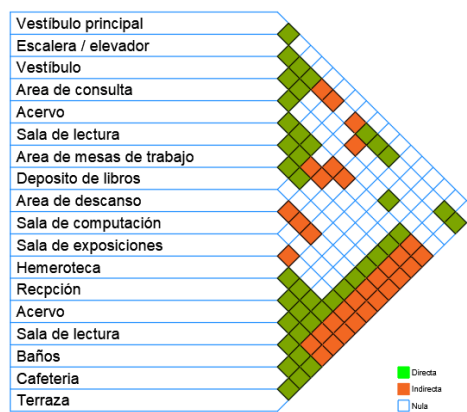 Vestíbulo principal
Escalera / elevador
Vestíbulo
Area de consulta
Acervo
Sala de lectura
Area de mesas de trabajo
Deposito de libros
Area de descanso
Sala de computación
Sala de exposiciones
Hemeroteca
Recpción
Acervo
Sala de lectura
Baños
Cafeteria
Terraza
Directa
Indirecta
Nula